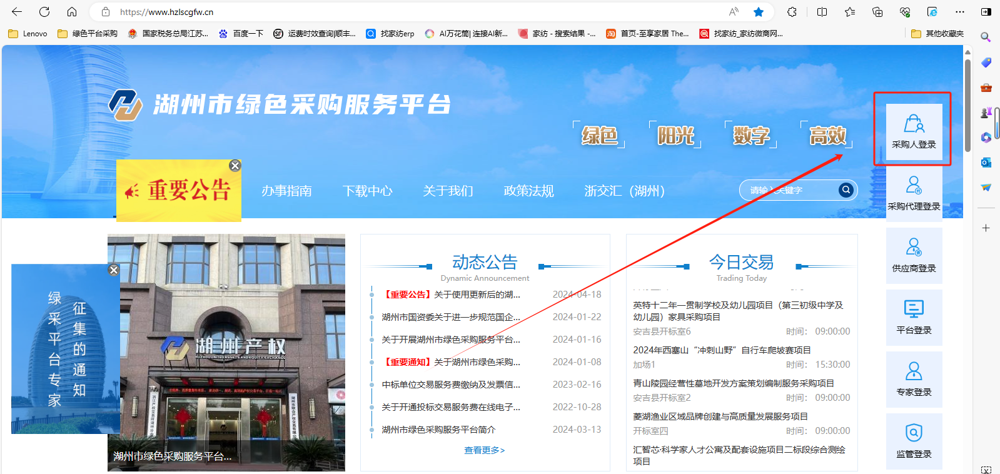 https://www.hzlscgfw.cn
Lenovo
绿色平台采购
国家税务总局江苏...
百度一下
运费时效查询|顺丰...
找家纺erp
AI万花筒| 连接AI新...
家纺 - 搜索结果 -...
首页-至享家居 The...
找家纺_家纺微商网...
其他收藏夹
湖州市绿色采购服务平台
绿色
阳光
数字
高效
重要公告
办事指南
下载中心
关于我们
政策法规
浙交汇（湖州）
请输入关键字
采购人登录
采购代理登录
供应商登录
平台登录
专家登录
监管登录
征集的通知
绿采平台专家
湖州产权
HUZHOU UNITED ASSETS AND EQUITY EXCHANGE
湖州市绿色采购服务平台...
动态公告
Dynamic Announcement
【重要公告】关于使用更新后的湖...
2024-04-18
湖州市国资委关于进一步规范国企...
2024-01-22
关于开展湖州市绿色采购服务平台...
2024-01-16
【重要通知】关于湖州市绿色采购...
2024-01-08
中标单位交易服务费缴纳及发票信...
2023-02-16
关于开通投标交易服务费在线电子...
2022-10-28
湖州市绿色采购服务平台简介
2024-03-13
查看更多>
今日交易
Trading Today
英特十二年一贯制学校及幼儿园项目（第三初级中学及
幼儿园）家具采购项目
安吉县开标室6
时间： 09:00:00
2024年西塞山“冲刺山野”自行车爬坡赛项目
加场1
时间： 15:30:00
青山陵园经营性墓地开发方案策划编制服务采购项目
安吉县开标室2
时间： 09:00:00
菱湖渔业区域品牌创建与高质量发展服务项目
开标室四
时间： 09:00:00
汇智芯·科学家人才公寓及配套设施项目二标段综合测绘
项目